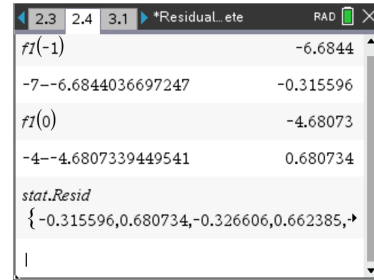 2.3 2.4 3.1 *Residual...ete RAD
f1(-1) -6.6844
-7--6.6844036697247 -0.315596
f1(0) -4.68073
-4--4.6807339449541 0.680734
stat.Resid
{-0.315596,0.680734,-0.326606,0.662385,-